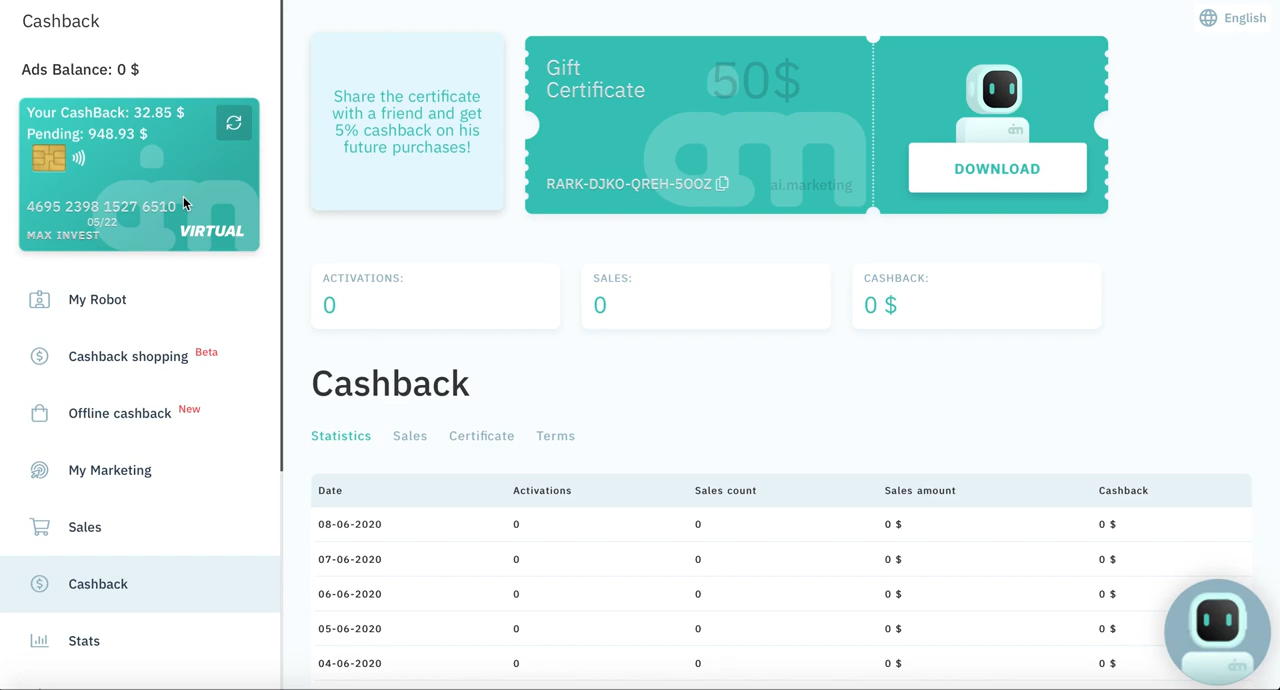 Cashback
Ads Balance: 0 $
Your CashBack: 32.85 $
Pending: 948.93 $
4695 2398 1527 6510
05/22
MAX INVEST
VIRTUAL
My Robot
Cashback shopping Beta
Offline cashback New
My Marketing
Sales
Cashback
Stats
English
Share the certificate
with a friend and get
5% cashback on his
future purchases!
Gift
Certificate
50$
RARK-DJKO-QREH-5OOZ
ai.marketing
DOWNLOAD
ACTIVATIONS:
0
SALES:
0
CASHBACK:
0 $
Cashback
Statistics Sales Certificate Terms
Date Activations Sales count Sales amount Cashback
08-06-2020 0 0 0 $ 0 $
07-06-2020 0 0 0 $ 0 $
06-06-2020 0 0 0 $ 0 $
05-06-2020 0 0 0 $ 0 $
04-06-2020 0 0 0 $ 0 $